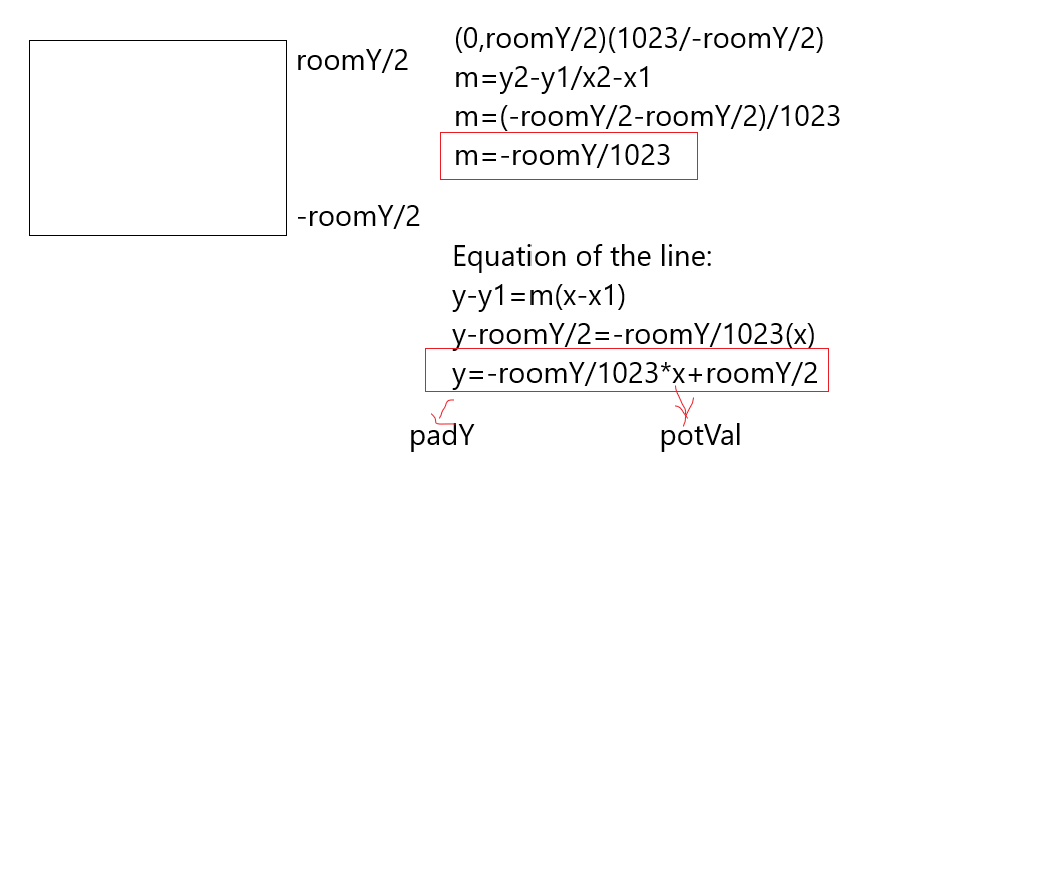 roomY/2
-roomY/2
(0,roomY/2)(1023/-roomY/2)
m=y2-y1/x2-x1
m=(-roomY/2-roomY/2)/1023
m=-roomY/1023
Equation of the line:
y-y1=m(x-x1)
y-roomY/2=-roomY/1023(x)
y=-roomY/1023*x+roomY/2
padY
potVal